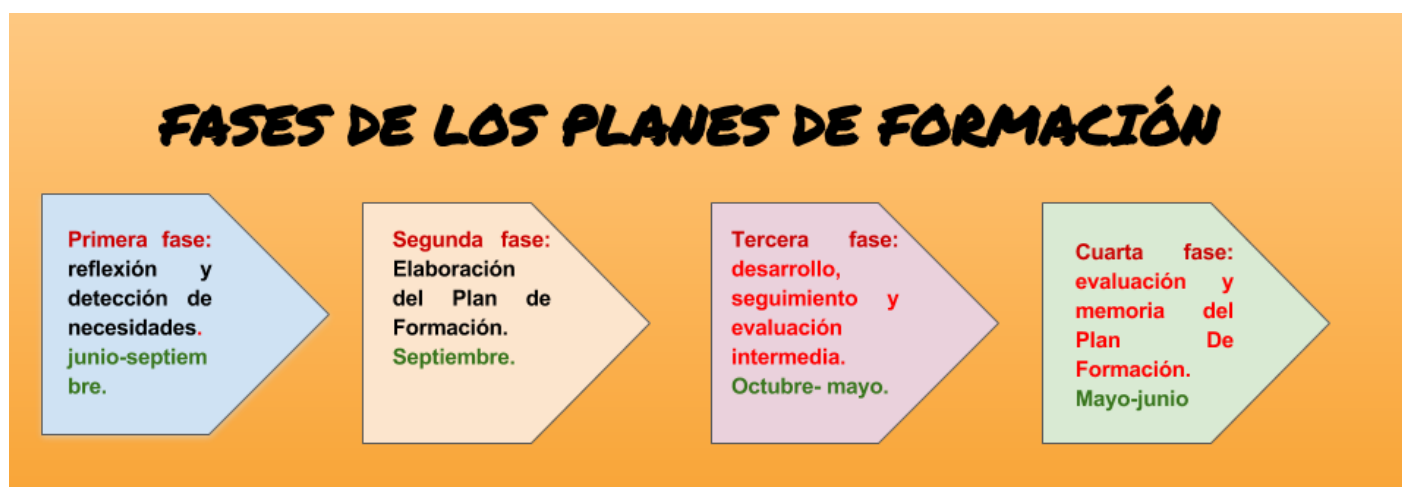 FASES DE LOS PLANES DE FORMACIÓN
Primera fase:
reflexión y
detección de
necesidades.
junio-septiem
bre.
Segunda fase:
Elaboración
del Plan de
Formación.
Septiembre.
Tercera fase:
desarrollo,
seguimiento y
evaluación
intermedia.
Octubre- mayo.
Cuarta fase:
evaluación y
memoria del
Plan De
Formación.
Mayo-junio